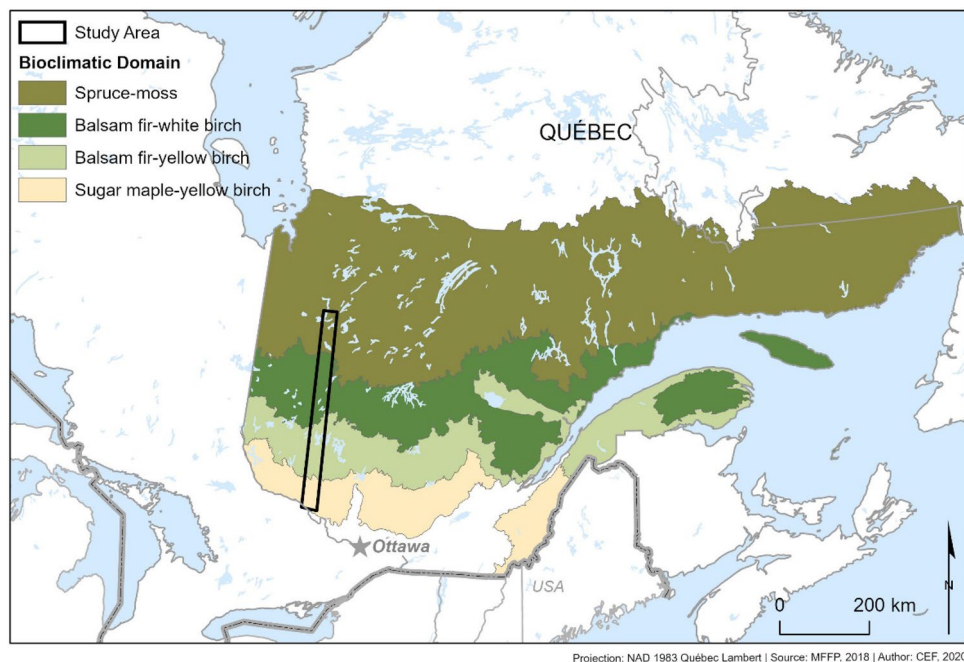 Study Area
Bioclimatic Domain
Spruce-moss
Balsam fir-white birch
Balsam fir-yellow birch
Sugar maple-yellow birch
QUÉBEC
Ottawa
USA
N
0 200 km
Projection: NAD 1983 Québec Lambert | Source: MFFP, 2018 | Author: CEF, 2020